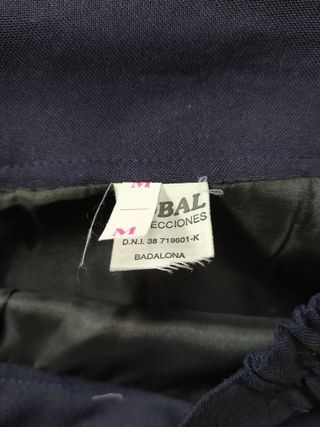 M
BAL
ECCIONES
M
D.N.I. 38 719601-K
BADALONA